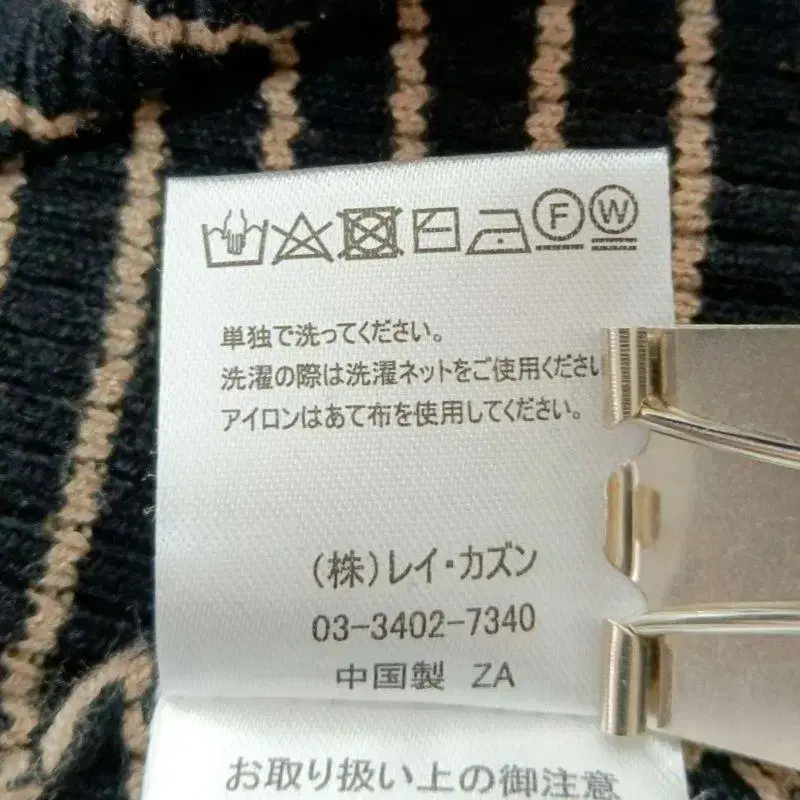 F W
単独で洗ってください。
洗濯の際は洗濯ネットをご使用ください
アイロンはあて布を使用してください。
(株)レイ・カズン
03-3402-7340
中国製 ZA
お取り扱い上の御注意